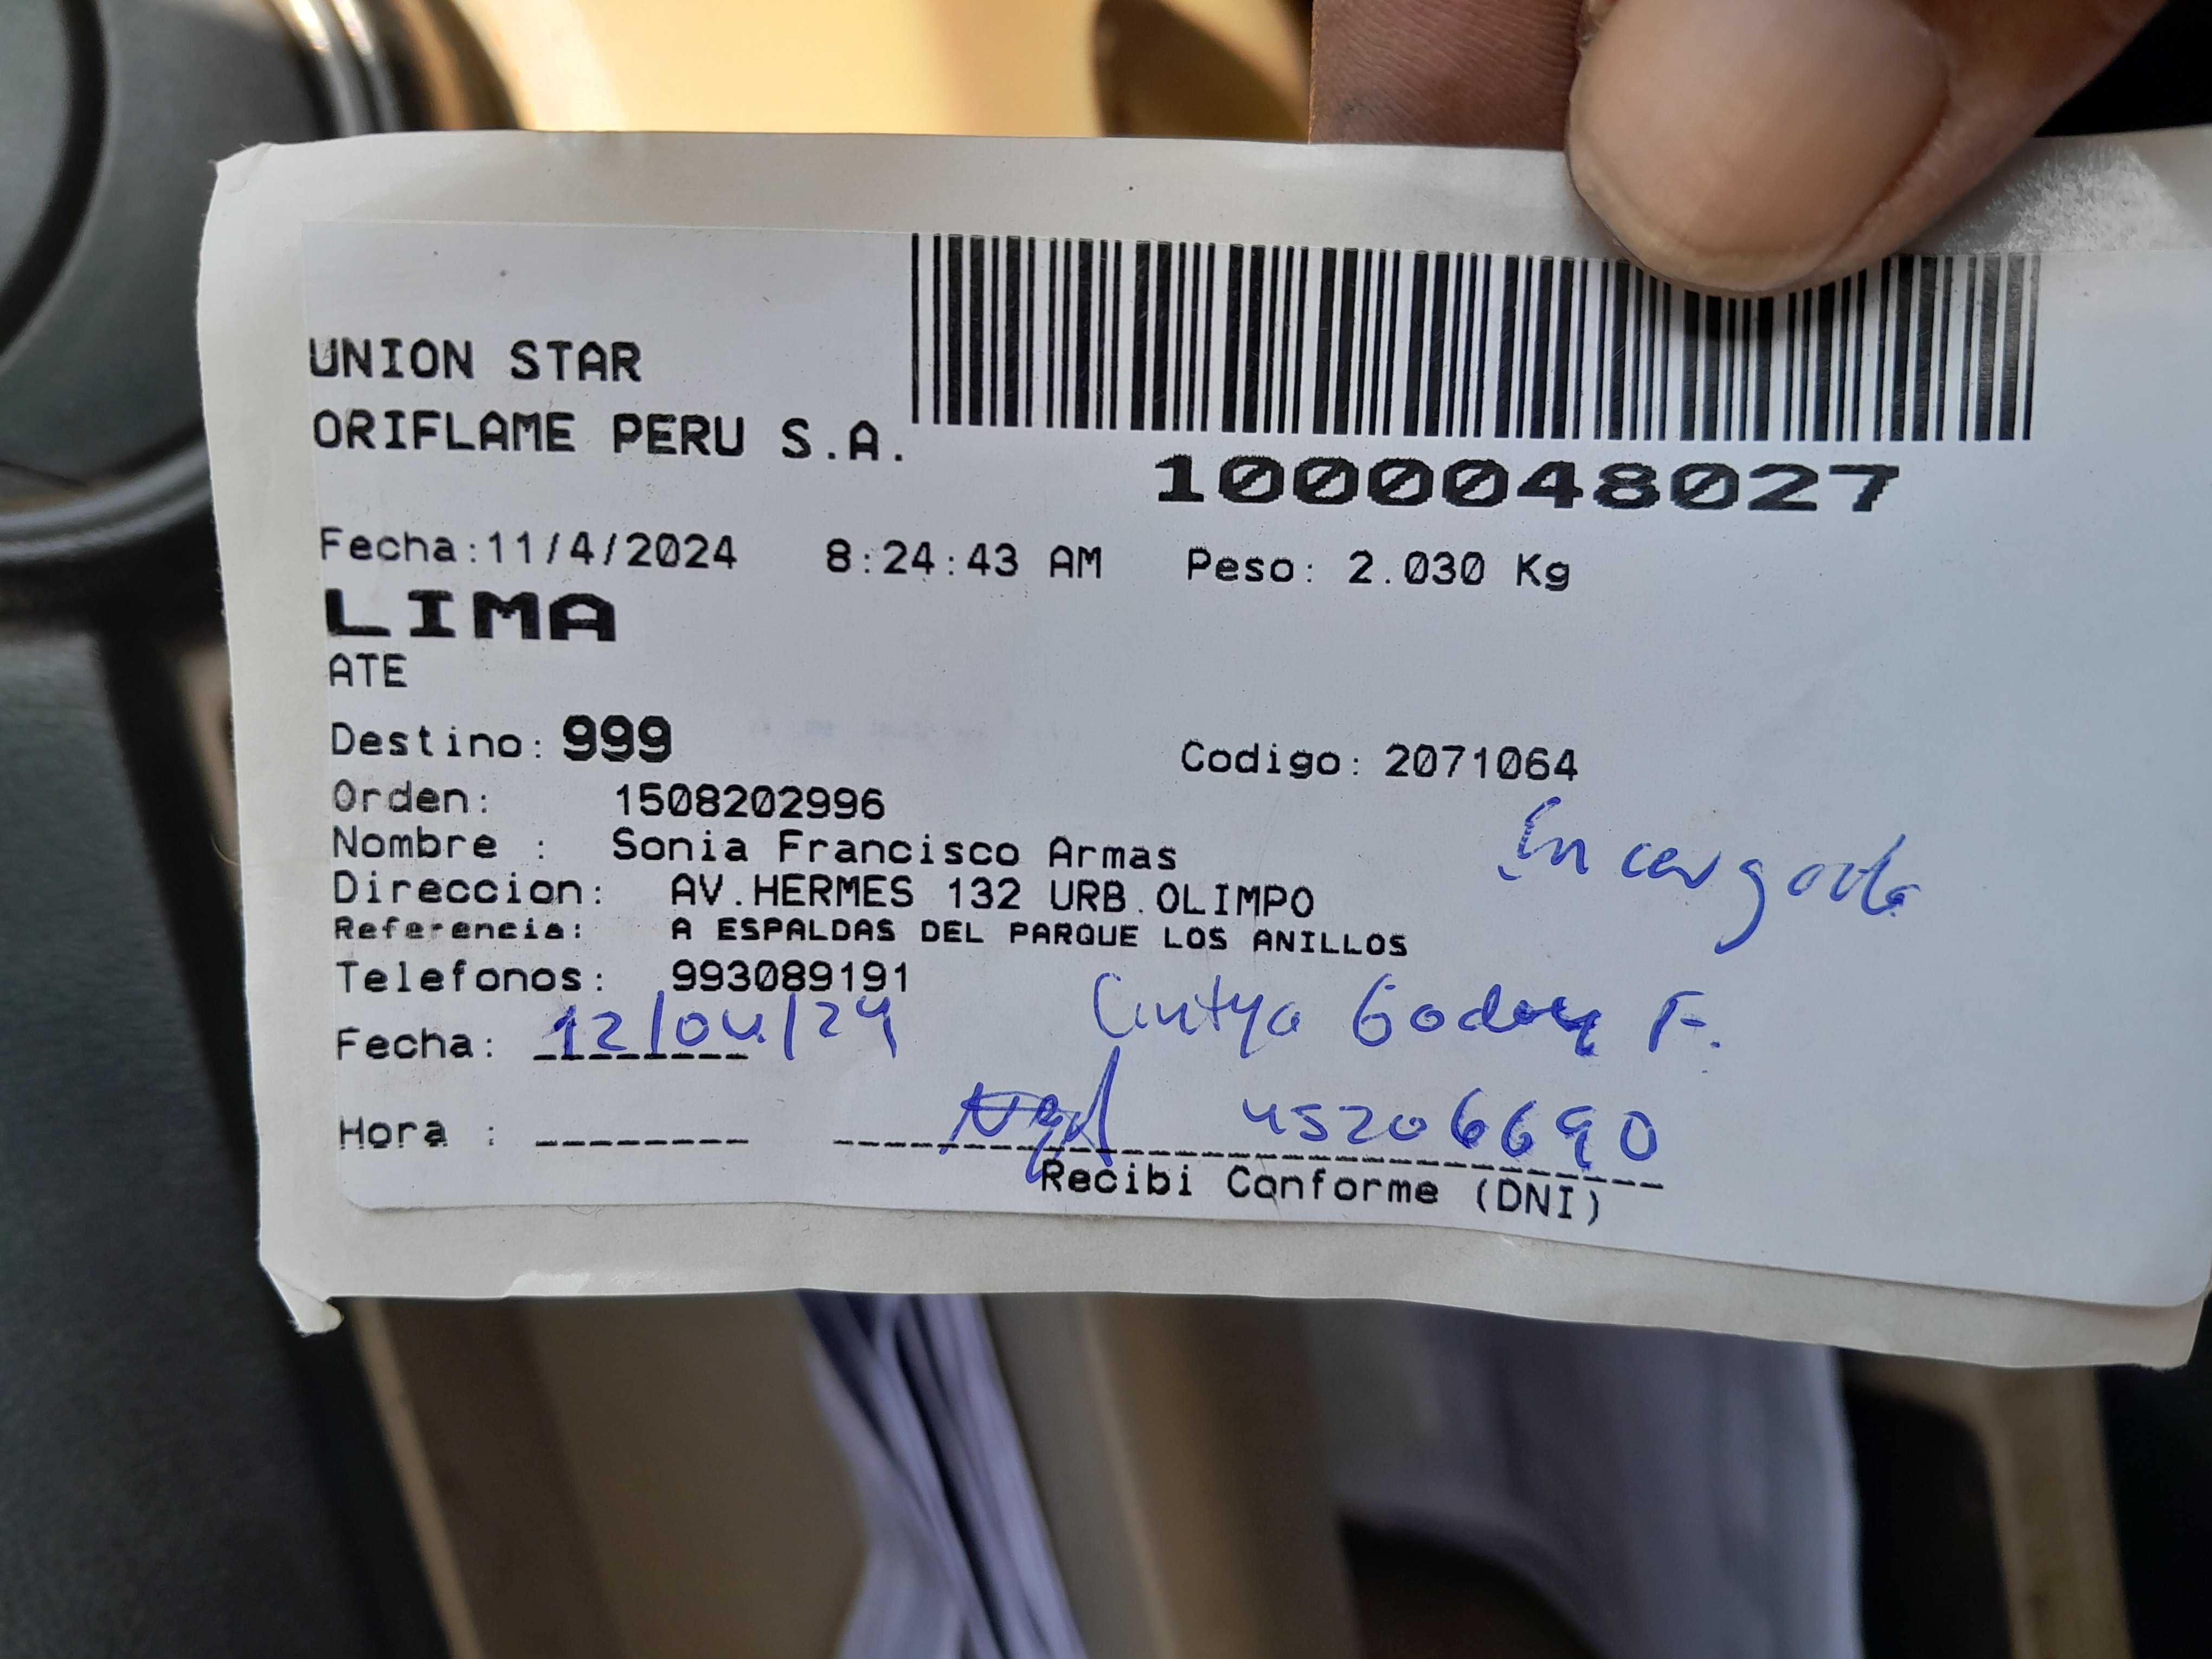 UNION STAR
ORIFLAME PERU S.A.
1000048027
Fecha:11/4/2024 8:24:43 AM Peso: 2.030 Kg
LIMA
ATE
Destino: 999 Codigo: 2071064
Orden: 1508202996
Nombre : Sonia Francisco Armas
Encargada
Direccion: AV.HERMES 132 URB.OLIMPO
Referencia: A ESPALDAS DEL PARQUE LOS ANILLOS
Telefonos: 993089191
Fecha: 12/04/24 Cintya Godoy F.
Hora : 45206690
Recibi Conforme (DNI)